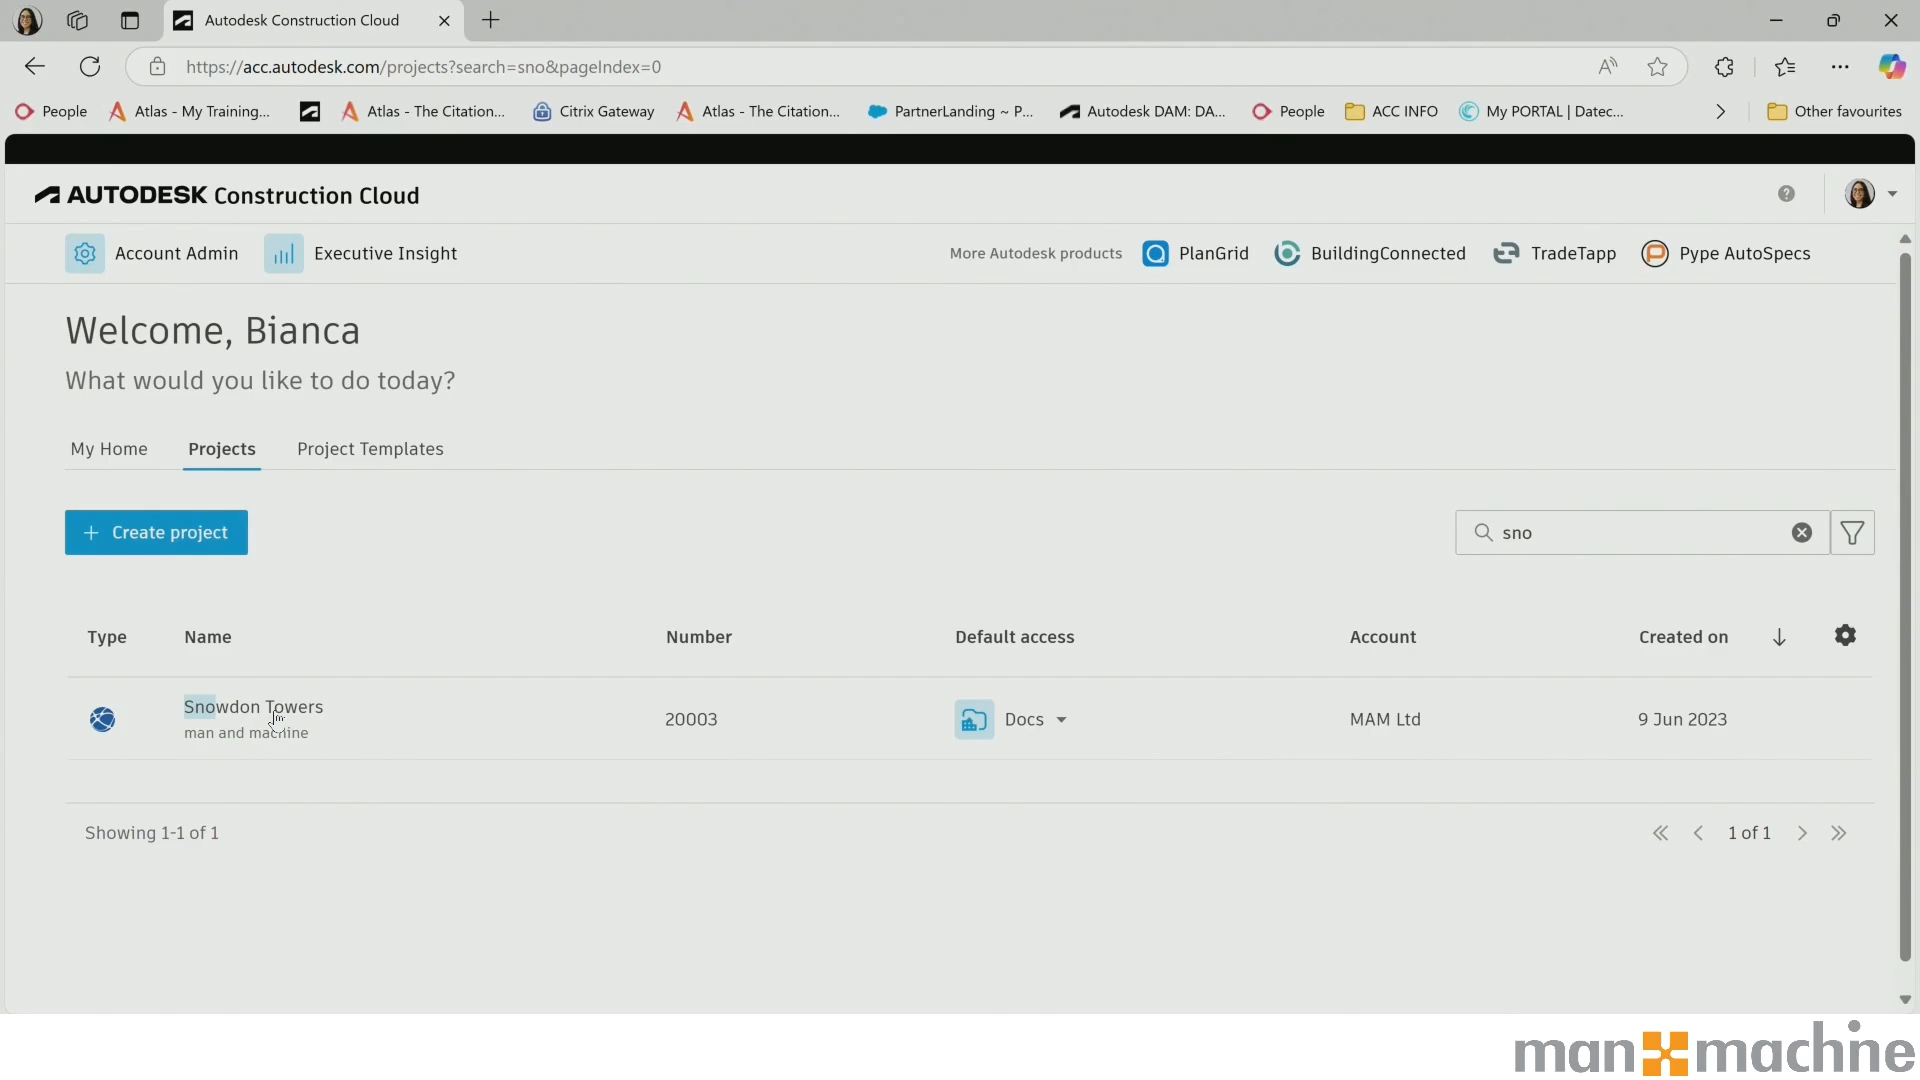 Autodesk Construction Cloud
https://acc.autodesk.com/projects?search=sno&pageIndex=0
People
Atlas - My Training...
Atlas - The Citation...
Citrix Gateway
Atlas - The Citation...
PartnerLanding ~ P...
Autodesk DAM: DA...
People
ACC INFO
My PORTAL | Datec...
Other favourites
AUTODESK Construction Cloud
Account Admin
Executive Insight
More Autodesk products
PlanGrid
BuildingConnected
TradeTapp
Pype AutoSpecs
Welcome, Bianca
What would you like to do today?
My Home
Projects
Project Templates
+ Create project
sno
Type
Name
Number
Default access
Account
Created on
Snowdon Towers
man and machine
20003
Docs
MAM Ltd
9 Jun 2023
Showing 1-1 of 1
1 of 1
man machine